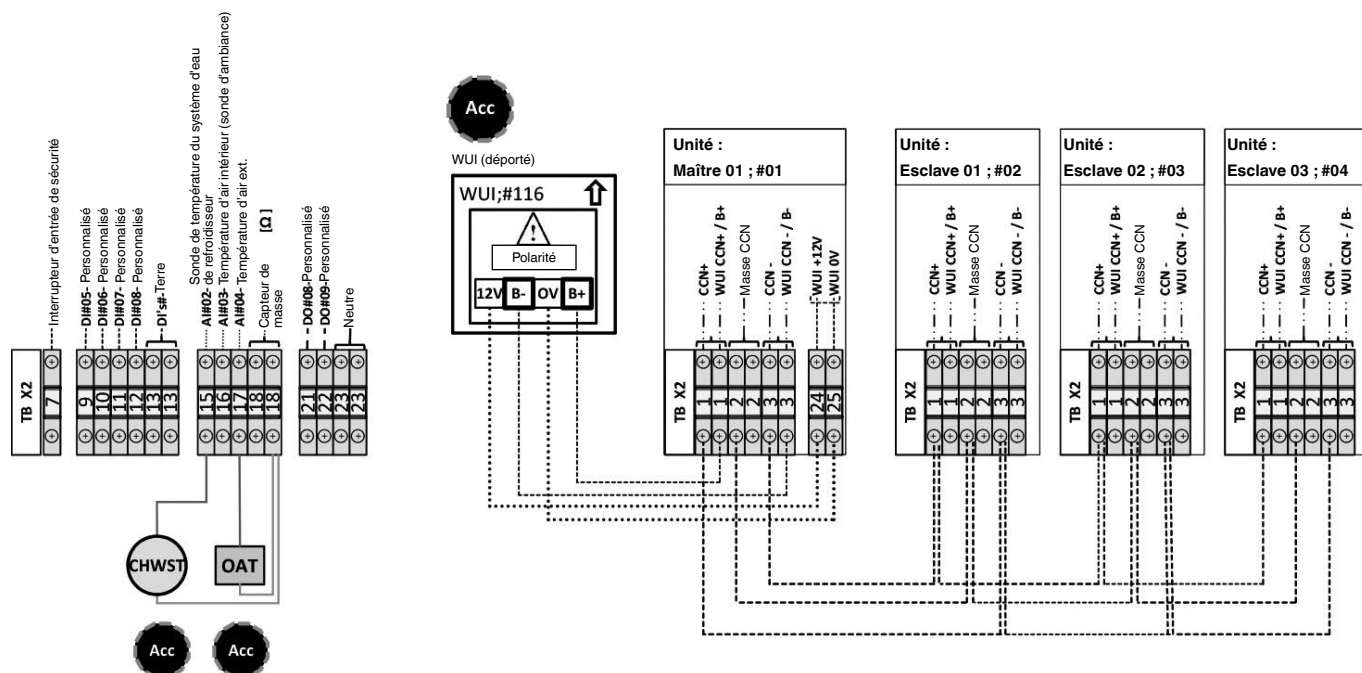 Interrupteur d'entrée de sécurité
DI#05- Personnalisé
DI#06- Personnalisé
DI#07- Personnalisé
DI#08- Personnalisé
DI's#-Terre
Sonde de température du système d'eau
AI#02- de refroidisseur
AI#03- Température d'air intérieur (sonde d'ambiance)
AI#04- Température d'air ext.
Capteur de
masse
[Ω]
DO#08-Personnalisé
DO#09-Personnalisé
Neutre
TB X2
7
9
10
11
12
13
13
15
16
17
18
18
21
22
23
23
CHWST
OAT
Acc
Acc
Acc
WUI (déporté)
WUI;#116
!
Polarité
12V
B-
0V
B+
Unité :
Maître 01 ; #01
CCN+
WUI CCN+ / B+
Masse CCN
CCN -
WUI CCN - / B-
WUI +12V
WUI 0V
TB X2
1
1
2
2
3
3
24
25
Unité :
Esclave 01 ; #02
CCN+
WUI CCN+ / B+
Masse CCN
CCN -
WUI CCN - / B-
TB X2
1
1
2
2
3
3
Unité :
Esclave 02 ; #03
CCN+
WUI CCN+ / B+
Masse CCN
CCN -
WUI CCN - / B-
TB X2
1
1
2
2
3
3
Unité :
Esclave 03 ; #04
CCN+
WUI CCN+ / B+
Masse CCN
CCN -
WUI CCN - / B-
TB X2
1
1
2
2
3
3